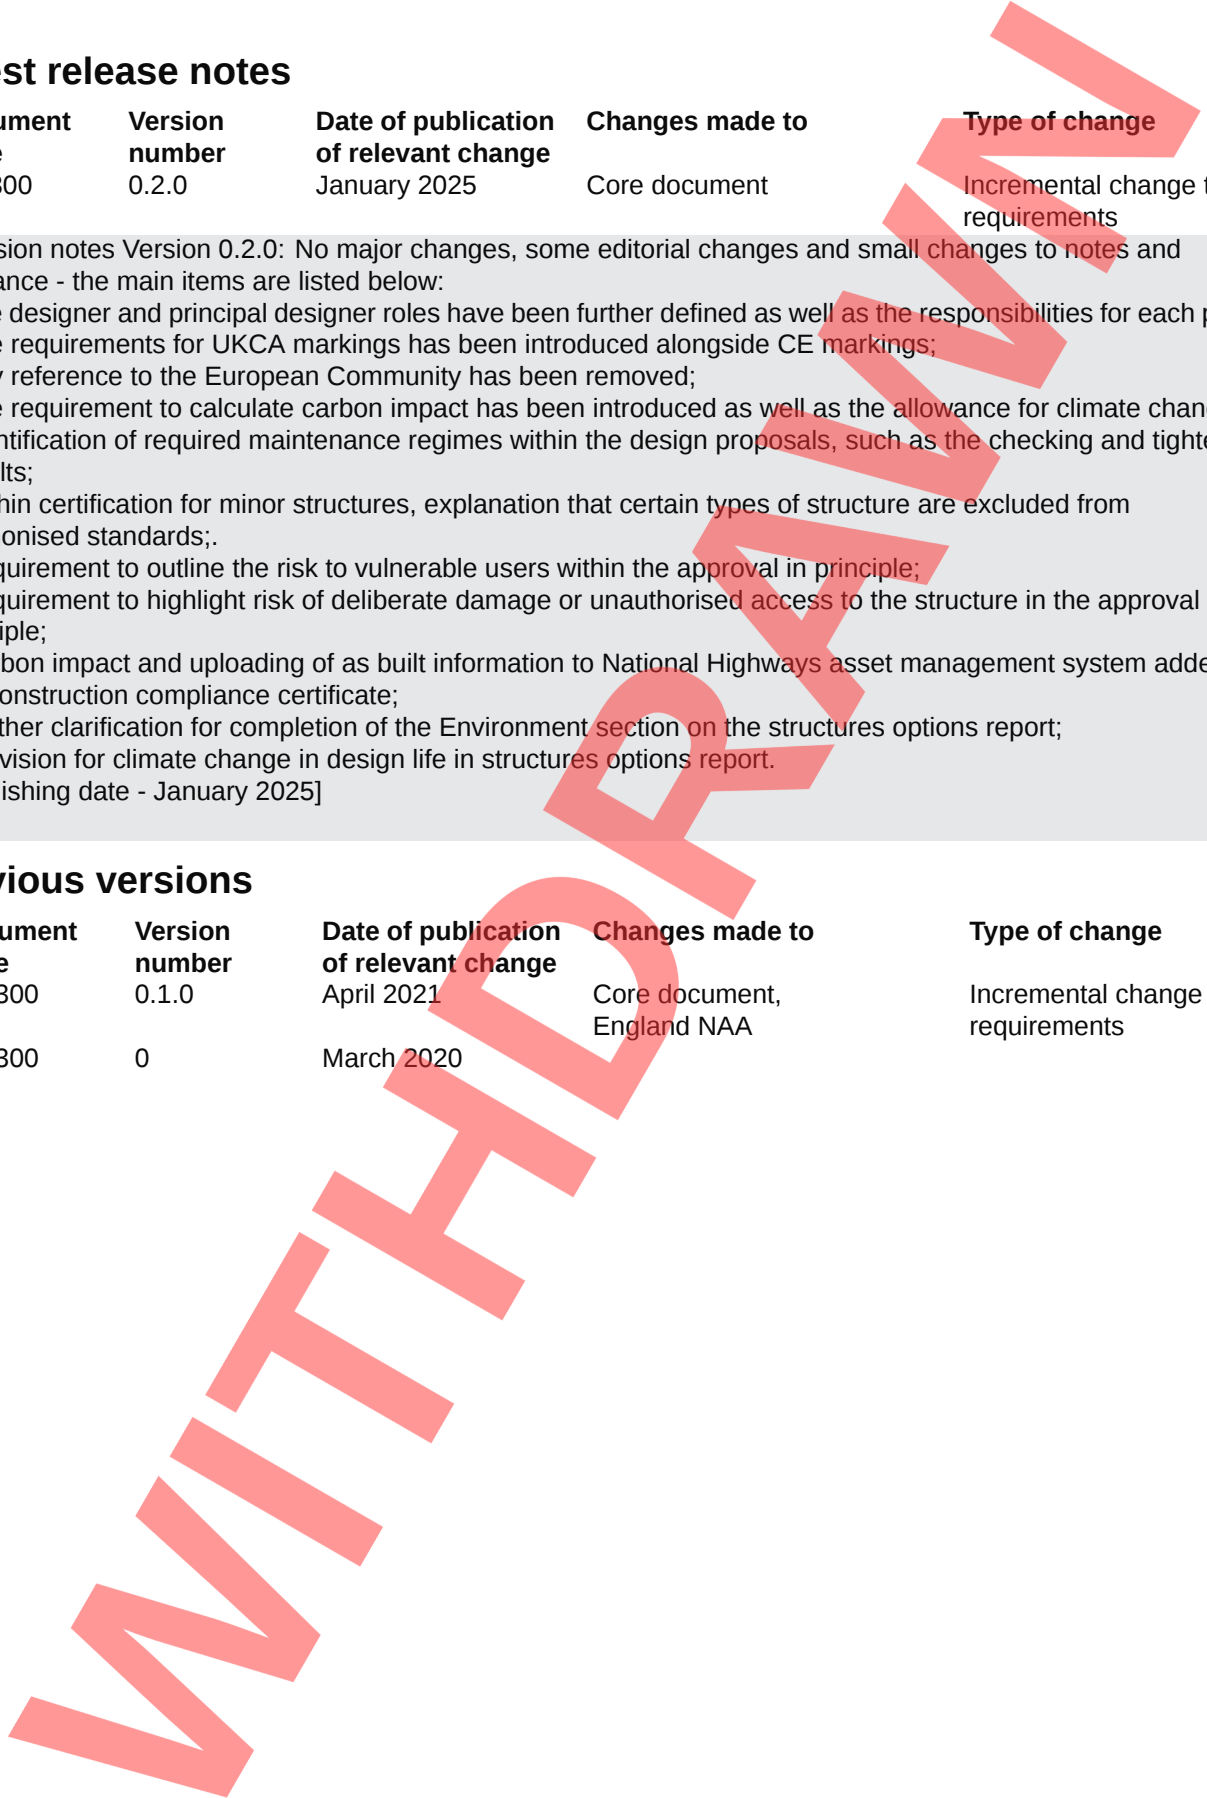 est release notes
ument Version Date of publication Changes made to Type of change
e number of relevant change
300 0.2.0 January 2025 Core document Incremental change t
requirements
sion notes Version 0.2.0: No major changes, some editorial changes and small changes to notes and
ance - the main items are listed below:
e designer and principal designer roles have been further defined as well as the responsibilities for each p
e requirements for UKCA markings has been introduced alongside CE markings;
y reference to the European Community has been removed;
e requirement to calculate carbon impact has been introduced as well as the allowance for climate chan
ntification of required maintenance regimes within the design proposals, such as the checking and tighte
lts;
hin certification for minor structures, explanation that certain types of structure are excluded from
onised standards;.
quirement to outline the risk to vulnerable users within the approval in principle;
quirement to highlight risk of deliberate damage or unauthorised access to the structure in the approval
iple;
bon impact and uploading of as built information to National Highways asset management system adde
onstruction compliance certificate;
ther clarification for completion of the Environment section on the structures options report;
vision for climate change in design life in structures options report.
ishing date - January 2025]
vious versions
ument Version Date of publication Changes made to Type of change
e number of relevant change
300 0.1.0 April 2021 Core document, Incremental change
England NAA requirements
300 0 March 2020
WITHDRAWN